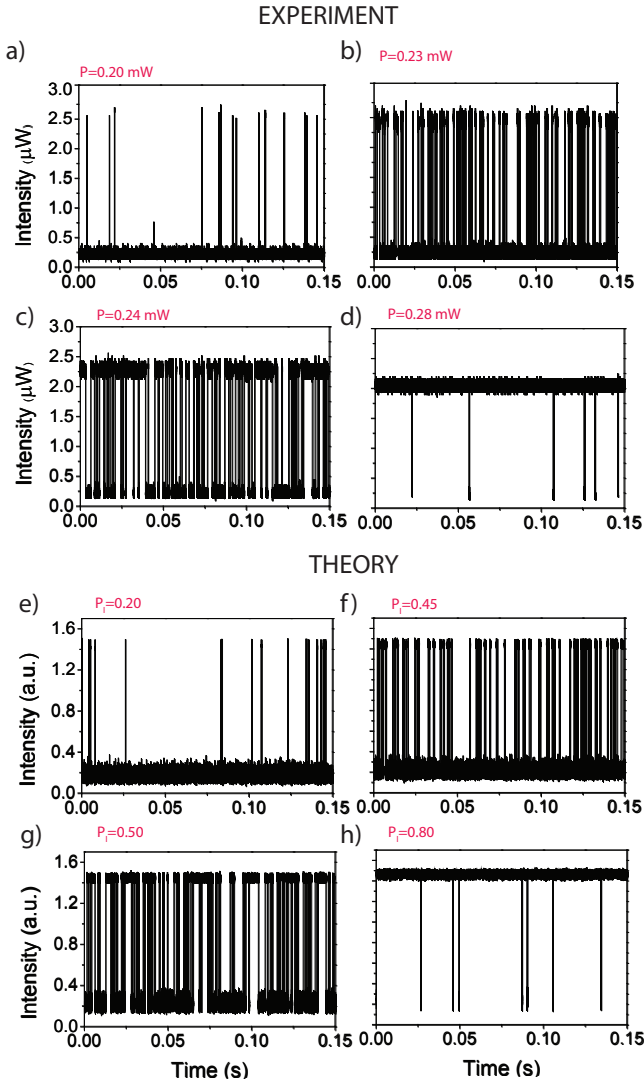 EXPERIMENT
a)
P=0.20 mW
b)
P=0.23 mW
Intensity (μW)
3.0
2.5
2.0
1.5
1.0
0.5
0.0
0.00 0.05 0.10 0.15
0.00 0.05 0.10 0.15
c)
P=0.24 mW
d)
P=0.28 mW
Intensity (μW)
3.0
2.5
2.0
1.5
1.0
0.5
0.0
0.00 0.05 0.10 0.15
0.00 0.05 0.10 0.15
THEORY
e)
P_I=0.20
f)
P_I=0.45
Intensity (a.u.)
1.6
1.2
0.8
0.4
0.0
0.00 0.05 0.10 0.15
0.00 0.05 0.10 0.15
g)
P_I=0.50
h)
P_I=0.80
Intensity (a.u.)
1.6
1.2
0.8
0.4
0.0
0.00 0.05 0.10 0.15
0.00 0.05 0.10 0.15
Time (s)
Time (s)